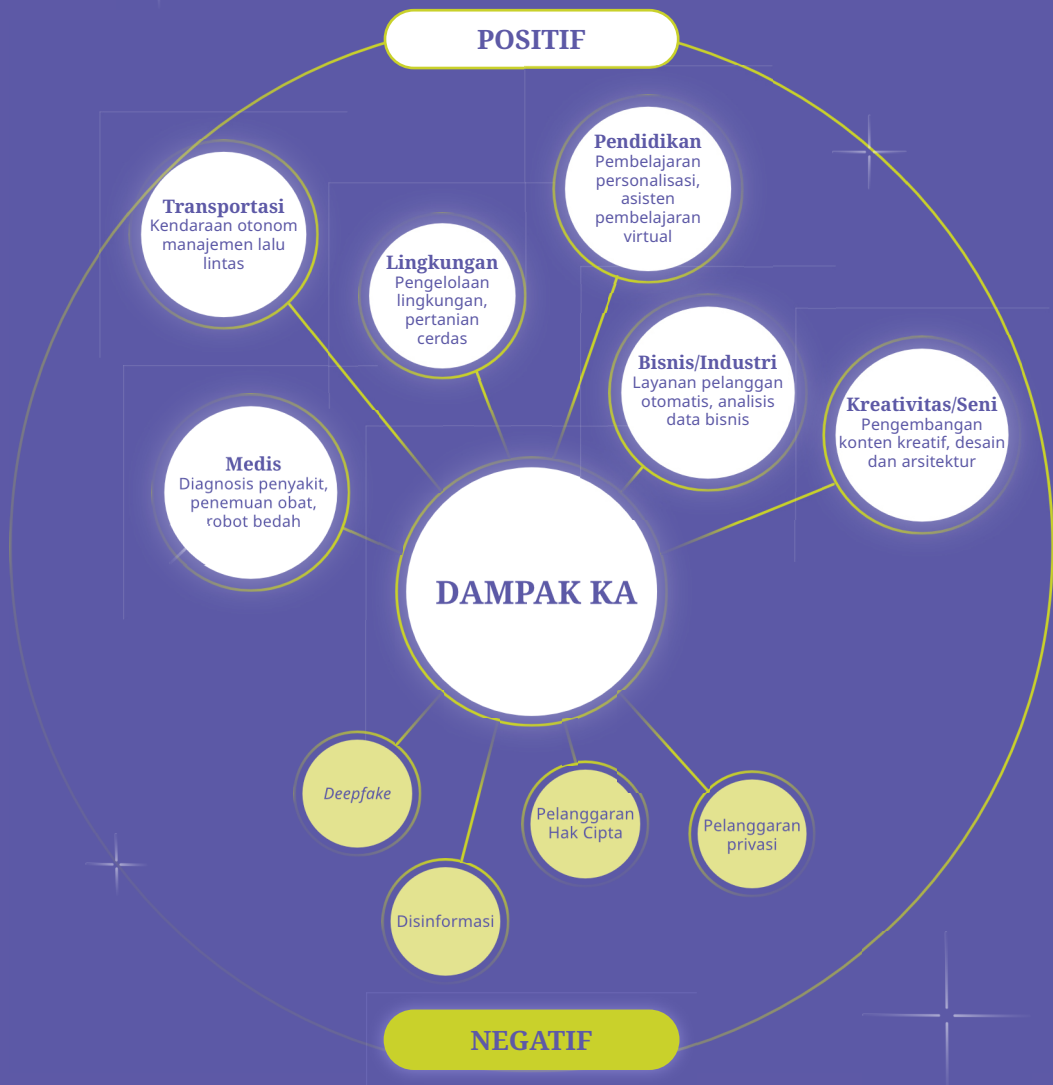 POSITIF
Transportasi
Kendaraan otonom
manajemen lalu
lintas
Lingkungan
Pengelolaan
lingkungan,
pertanian
cerdas
Pendidikan
Pembelajaran
personalisasi,
asisten
pembelajaran
virtual
Bisnis/Industri
Layanan pelanggan
otomatis, analisis
data bisnis
Kreativitas/Seni
Pengembangan
konten kreatif, desain
dan arsitektur
Medis
Diagnosis penyakit,
penemuan obat,
robot bedah
DAMPAK KA
Deepfake
Disinformasi
Pelanggaran
Hak Cipta
Pelanggaran
privasi
NEGATIF